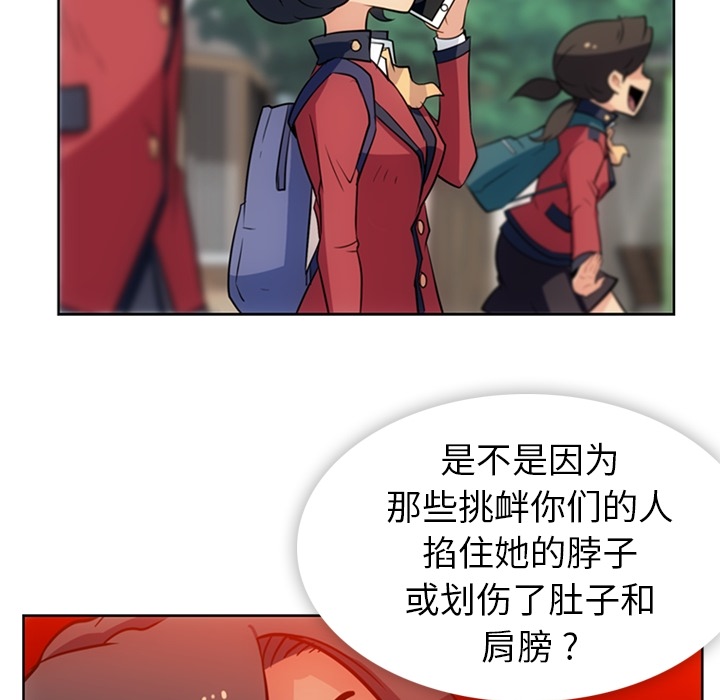 是不是因为
那些挑衅你们的人
掐住她的脖子
或划伤了肚子和
肩膀？